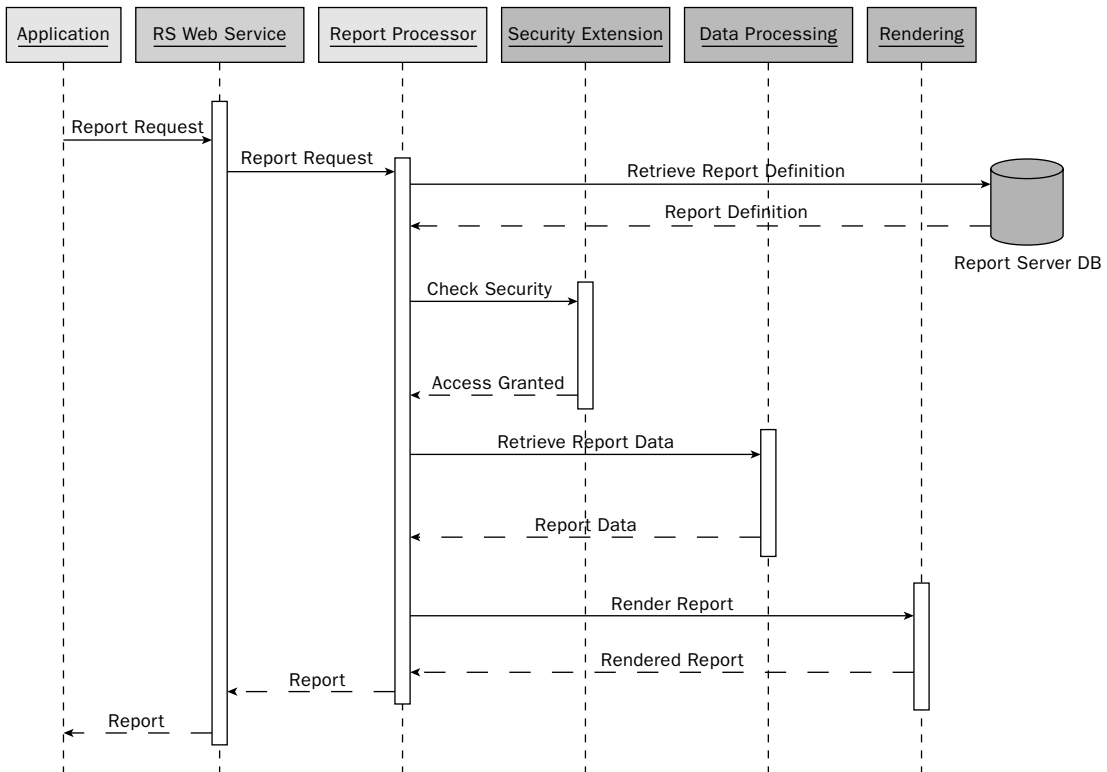 Application
RS Web Service
Report Processor
Security Extension
Data Processing
Rendering
Report Request
Report Request
Retrieve Report Definition
Report Definition
Report Server DB
Check Security
Access Granted
Retrieve Report Data
Report Data
Render Report
Rendered Report
Report
Report